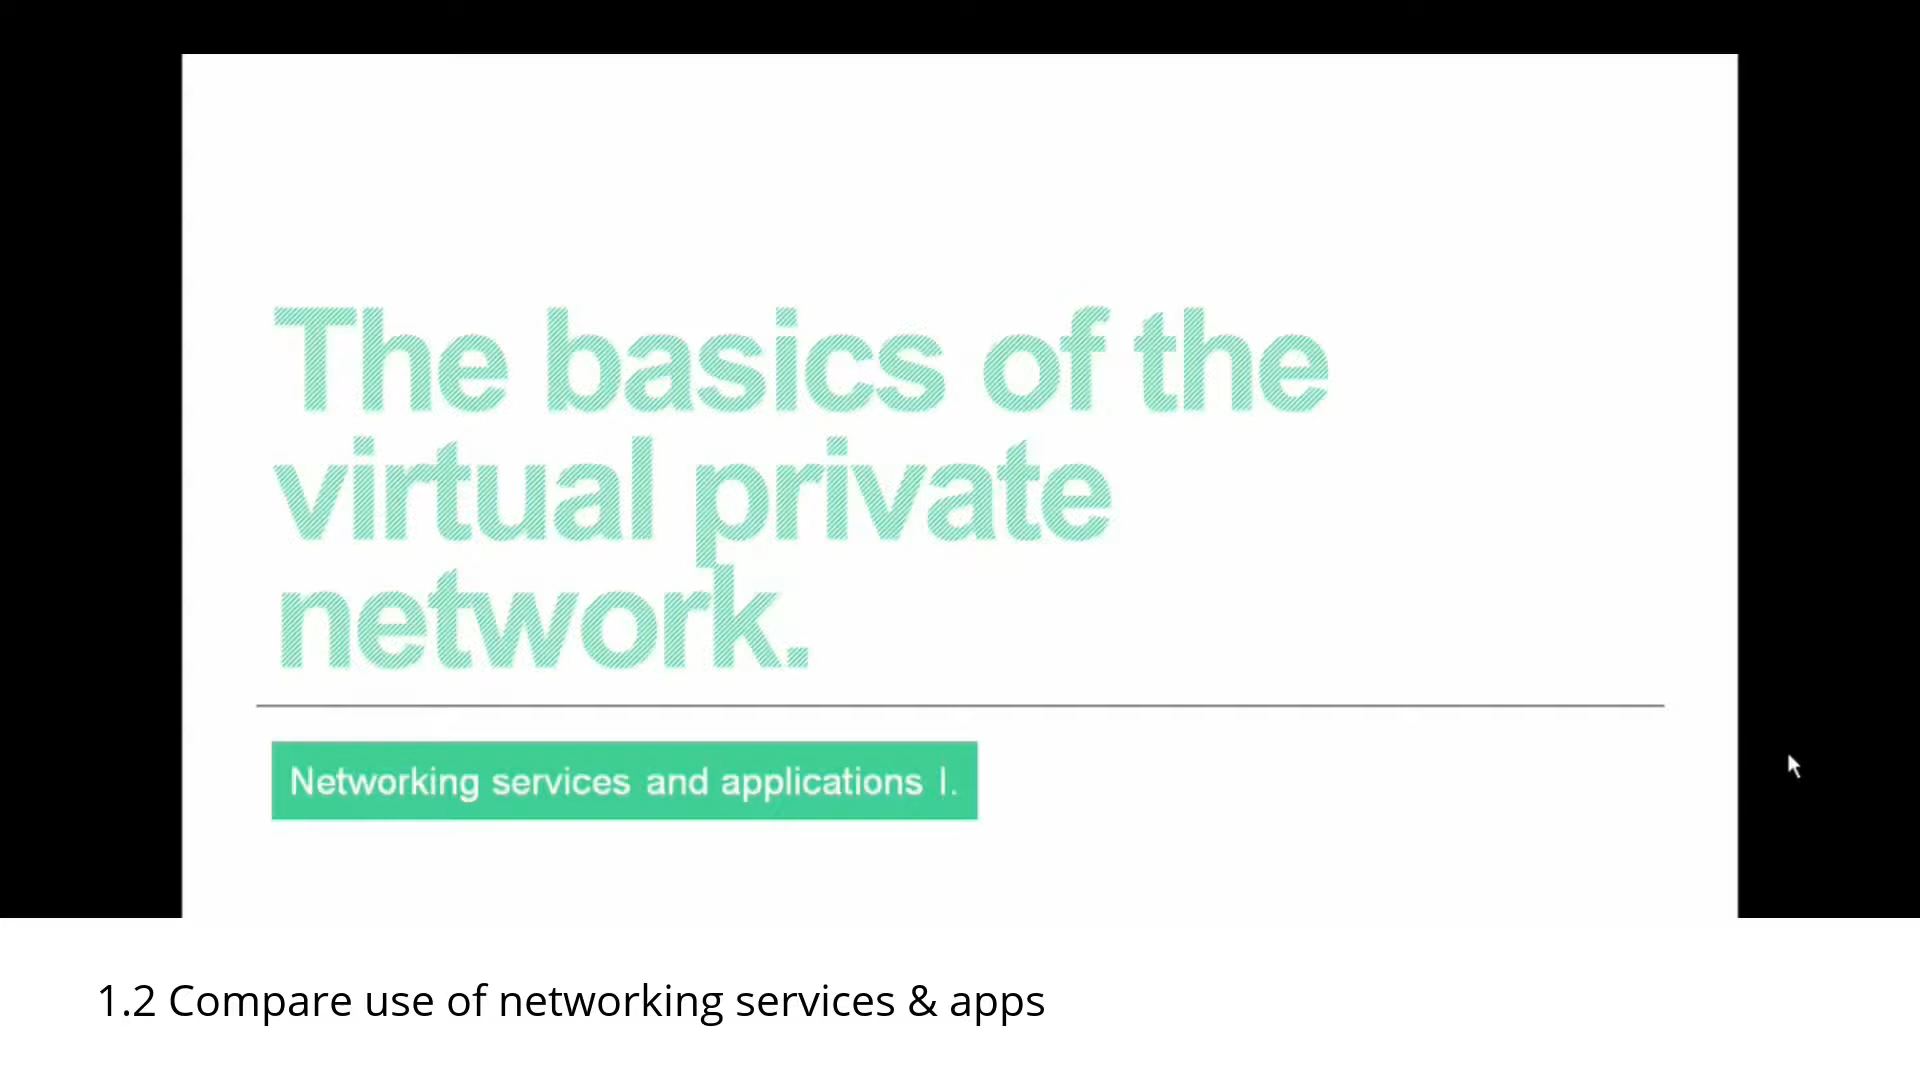 The basics of the
virtual private
network.
Networking services and applications I.
1.2 Compare use of networking services & apps